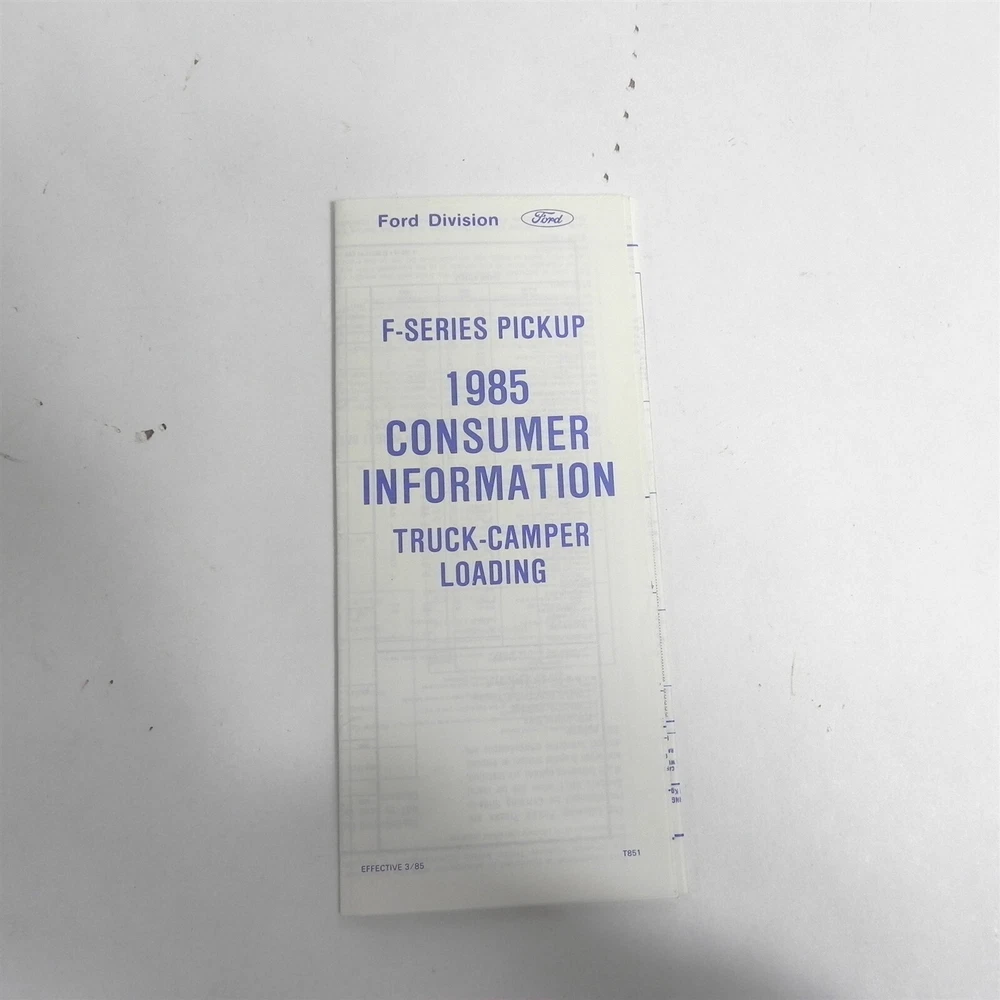 Ford Division Ford
F-SERIES PICKUP
1985
CONSUMER
INFORMATION
TRUCK-CAMPER
LOADING
EFFECTIVE 3/85 T851